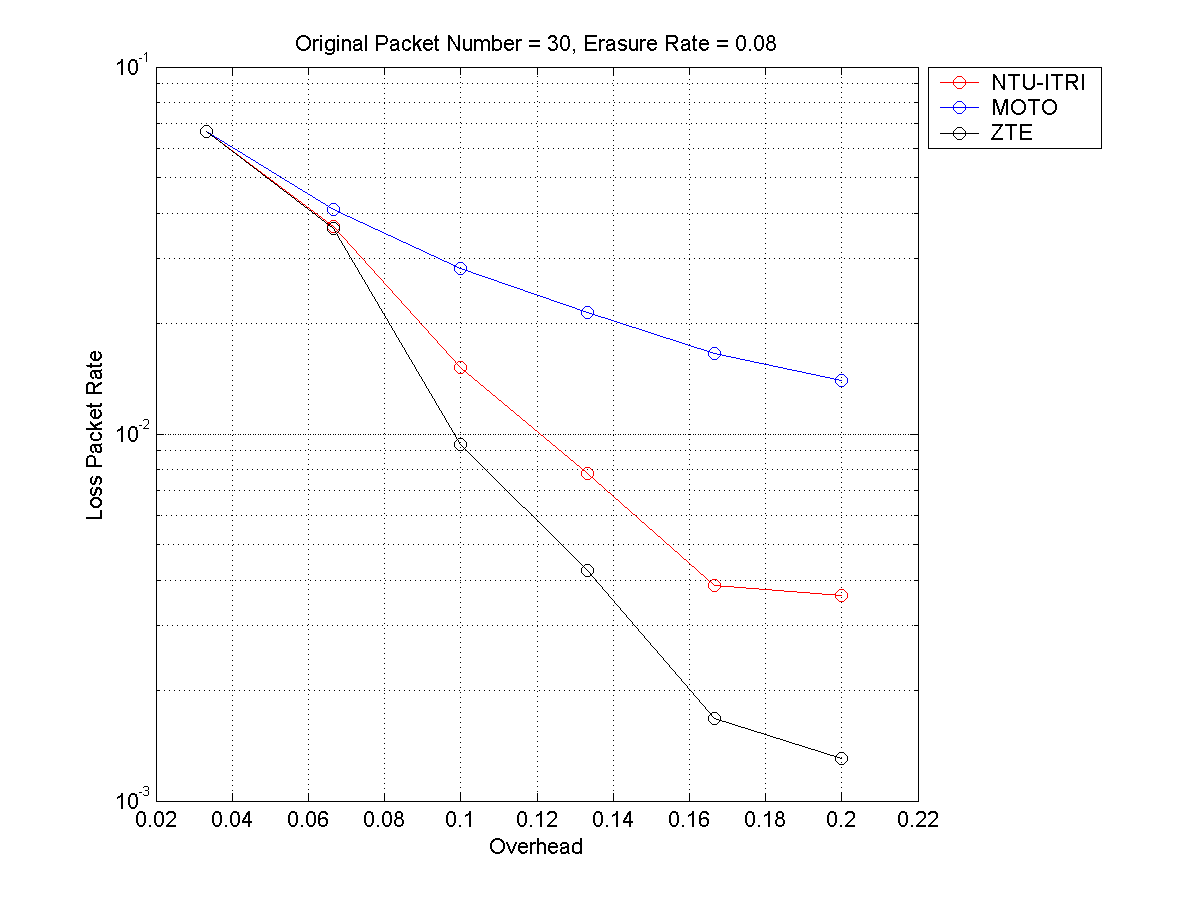 Original Packet Number = 30, Erasure Rate = 0.08
10^-1
NTU-ITRI
MOTO
ZTE
Loss Packet Rate
10^-2
10^-3
0.02 0.04 0.06 0.08 0.1 0.12 0.14 0.16 0.18 0.2 0.22
Overhead